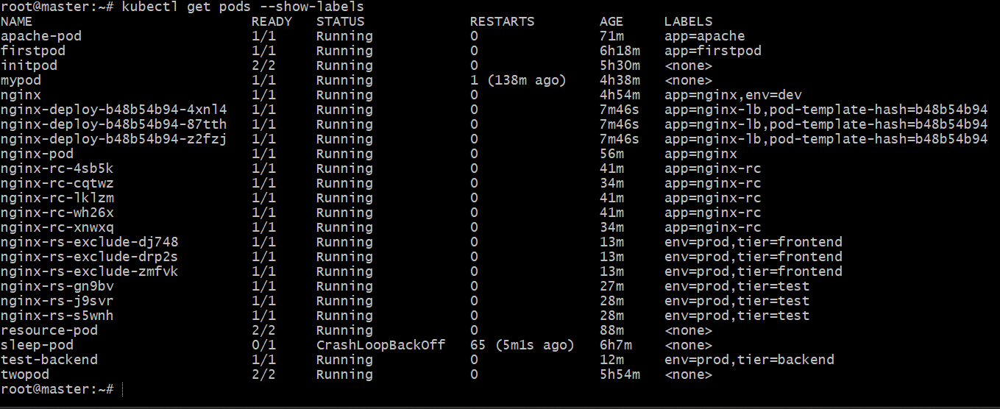 root@master:~# kubectl get pods --show-labels
NAME READY STATUS RESTARTS AGE LABELS
apache-pod 1/1 Running 0 71m app=apache
firstpod 1/1 Running 0 6h18m app=firstpod
initpod 2/2 Running 0 5h30m <none>
mypod 1/1 Running 1 (138m ago) 4h38m <none>
nginx 1/1 Running 0 4h54m app=nginx,env=dev
nginx-deploy-b48b54b94-4xnl4 1/1 Running 0 7m46s app=nginx-lb,pod-template-hash=b48b54b94
nginx-deploy-b48b54b94-87tth 1/1 Running 0 7m46s app=nginx-lb,pod-template-hash=b48b54b94
nginx-deploy-b48b54b94-z2fzj 1/1 Running 0 7m46s app=nginx-lb,pod-template-hash=b48b54b94
nginx-pod 1/1 Running 0 56m app=nginx
nginx-rc-4sb5k 1/1 Running 0 41m app=nginx-rc
nginx-rc-cqtwz 1/1 Running 0 34m app=nginx-rc
nginx-rc-lklzm 1/1 Running 0 41m app=nginx-rc
nginx-rc-wh26x 1/1 Running 0 41m app=nginx-rc
nginx-rc-xnwxq 1/1 Running 0 34m app=nginx-rc
nginx-rs-exclude-dj748 1/1 Running 0 13m env=prod,tier=frontend
nginx-rs-exclude-drp2s 1/1 Running 0 13m env=prod,tier=frontend
nginx-rs-exclude-zmfvk 1/1 Running 0 13m env=prod,tier=frontend
nginx-rs-gn9bv 1/1 Running 0 27m env=prod,tier=test
nginx-rs-j9svr 1/1 Running 0 28m env=prod,tier=test
nginx-rs-s5wnh 1/1 Running 0 28m env=prod,tier=test
resource-pod 2/2 Running 0 88m <none>
sleep-pod 0/1 CrashLoopBackOff 65 (5m1s ago) 6h7m <none>
test-backend 1/1 Running 0 12m env=prod,tier=backend
twopod 2/2 Running 0 5h54m <none>
root@master:~#